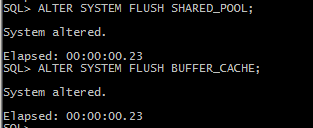 SQL> ALTER SYSTEM FLUSH SHARED_POOL;
System altered.
Elapsed: 00:00:00.23
SQL> ALTER SYSTEM FLUSH BUFFER_CACHE;
System altered.
Elapsed: 00:00:00.23
SQL>